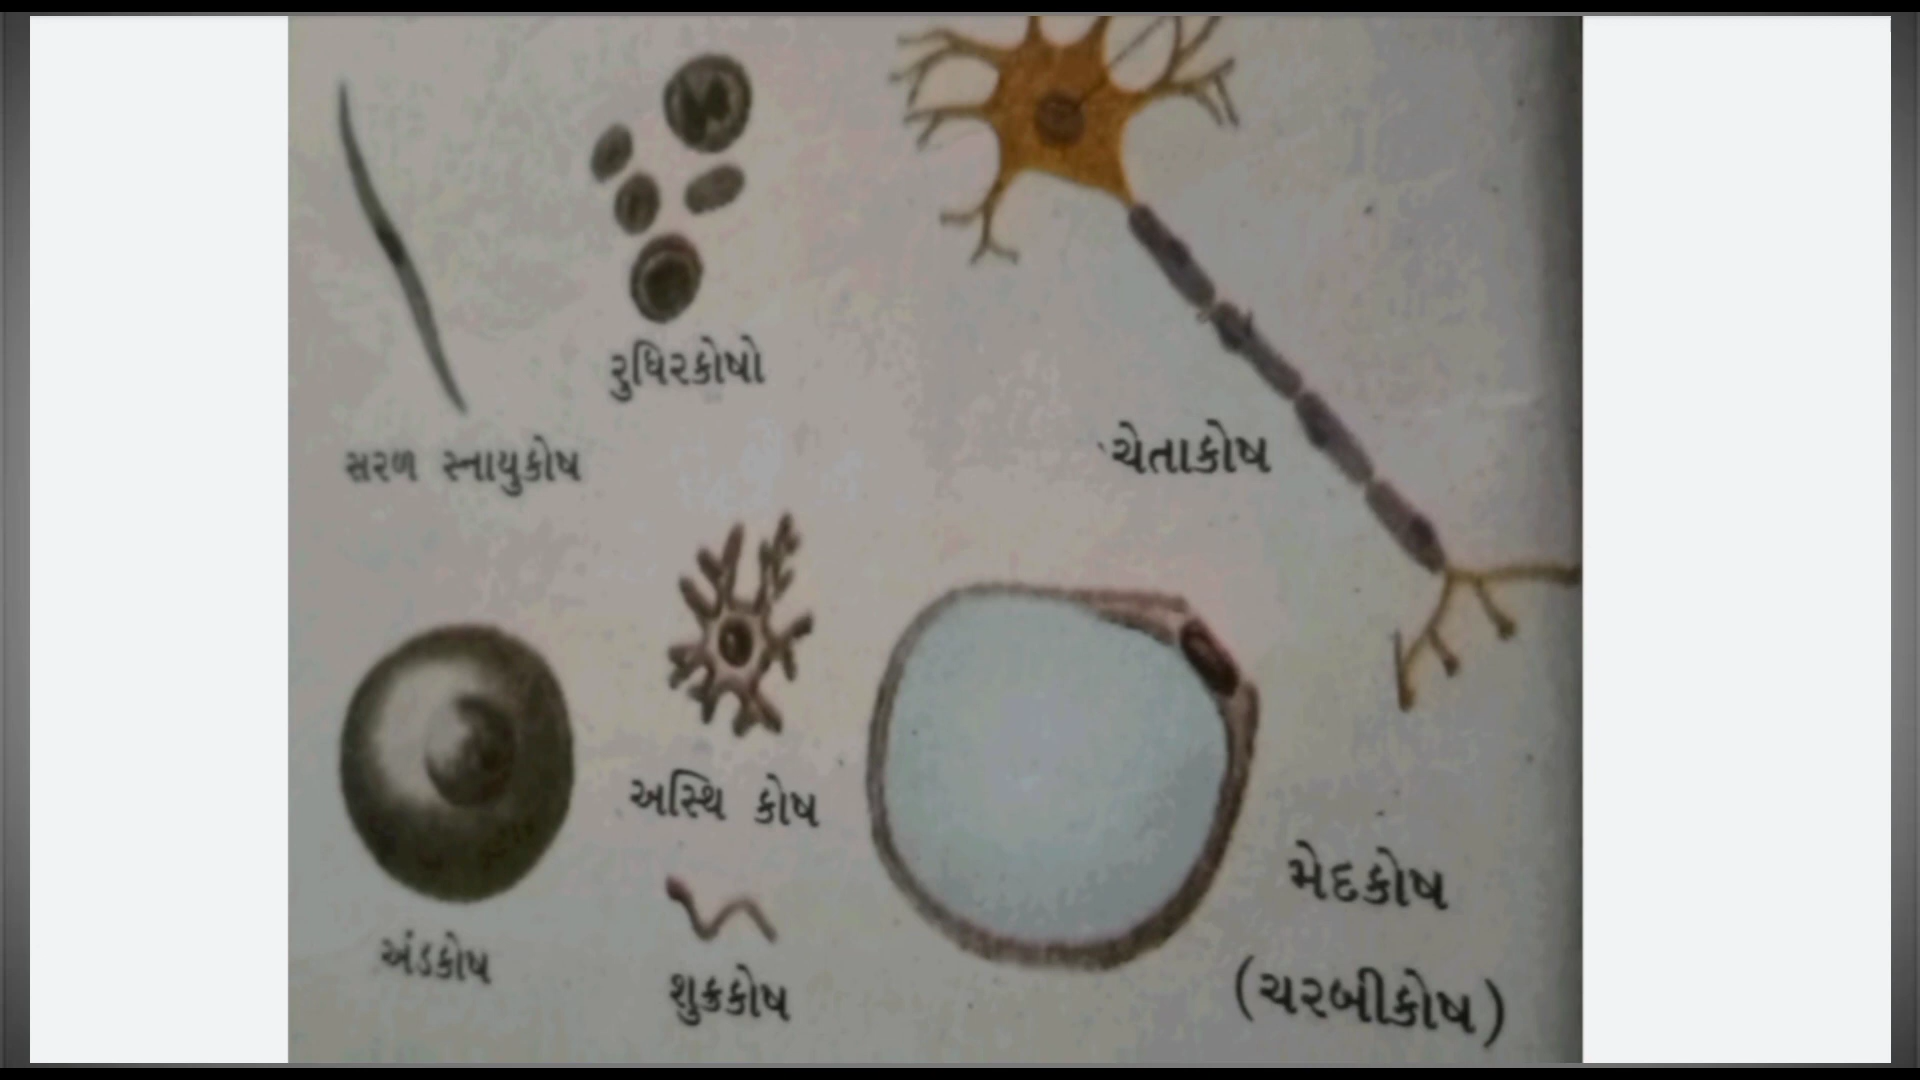 રુધિરકોષો
સરળ સ્નાયુકોષ
ચેતાકોષ
અસ્થિ કોષ
મેદકોષ
અંડકોષ
શુક્રકોષ
(ચરબીકોષ)